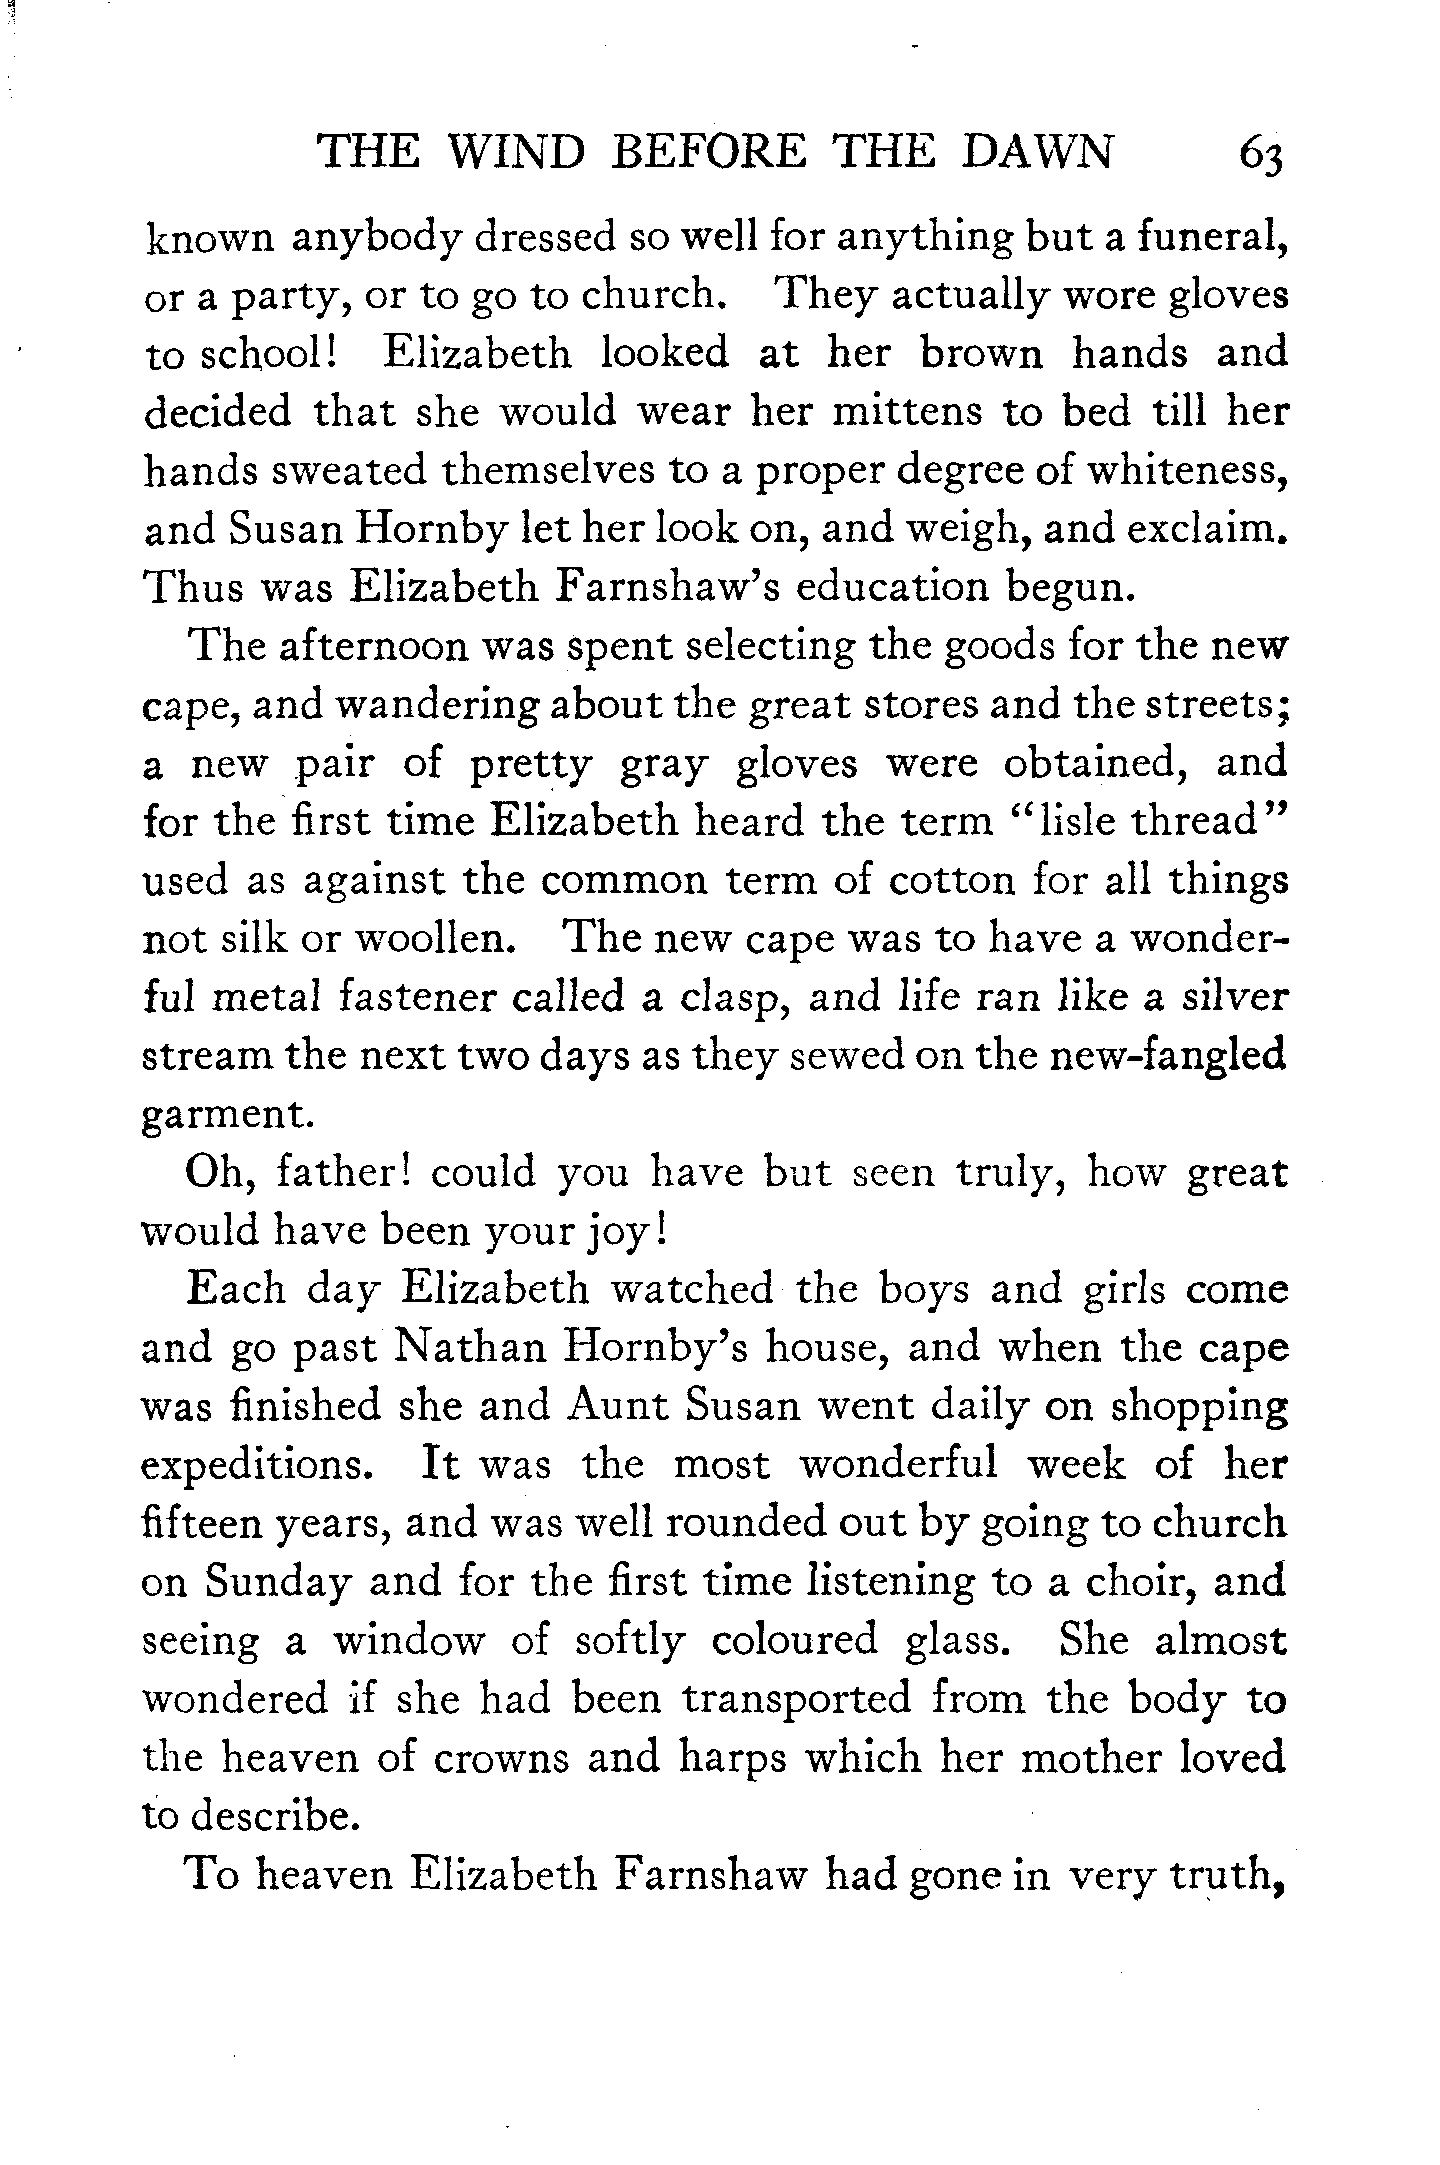 THE WIND BEFORE THE DAWN 63
known anybody dressed so well for anything but a funeral,
or a party, or to go to church. They actually wore gloves
to school! Elizabeth looked at her brown hands and
decided that she would wear her mittens to bed till her
hands sweated themselves to a proper degree of whiteness,
and Susan Hornby let her look on, and weigh, and exclaim.
Thus was Elizabeth Farnshaw's education begun.
The afternoon was spent selecting the goods for the new
cape, and wandering about the great stores and the streets;
a new pair of pretty gray gloves were obtained, and
for the first time Elizabeth heard the term “lisle thread”
used as against the common term of cotton for all things
not silk or woollen. The new cape was to have a wonder-
ful metal fastener called a clasp, and life ran like a silver
stream the next two days as they sewed on the new-fangled
garment.
Oh, father! could you have but seen truly, how great
would have been your joy!
Each day Elizabeth watched the boys and girls come
and go past Nathan Hornby's house, and when the cape
was finished she and Aunt Susan went daily on shopping
expeditions. It was the most wonderful week of her
fifteen years, and was well rounded out by going to church
on Sunday and for the first time listening to a choir, and
seeing a window of softly coloured glass. She almost
wondered if she had been transported from the body to
the heaven of crowns and harps which her mother loved
to describe.
To heaven Elizabeth Farnshaw had gone in very truth,